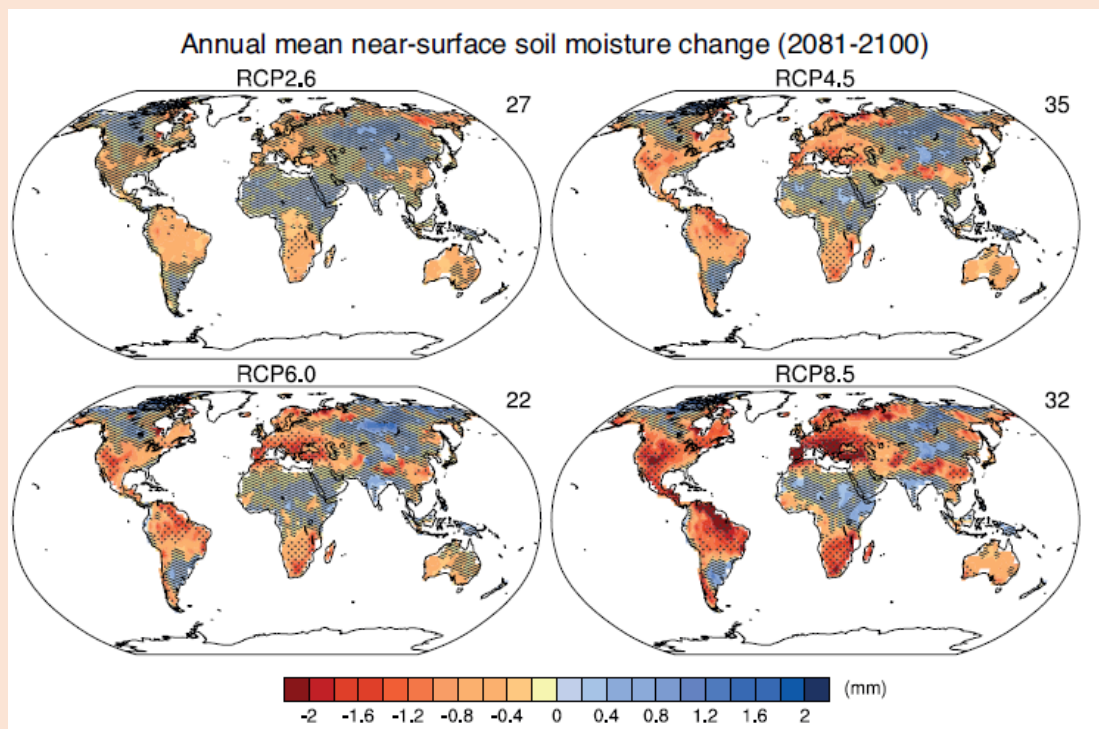 Annual mean near-surface soil moisture change (2081-2100)
RCP2.6
27
RCP4.5
35
RCP6.0
22
RCP8.5
32
(mm)
-2 -1.6 -1.2 -0.8 -0.4 0 0.4 0.8 1.2 1.6 2